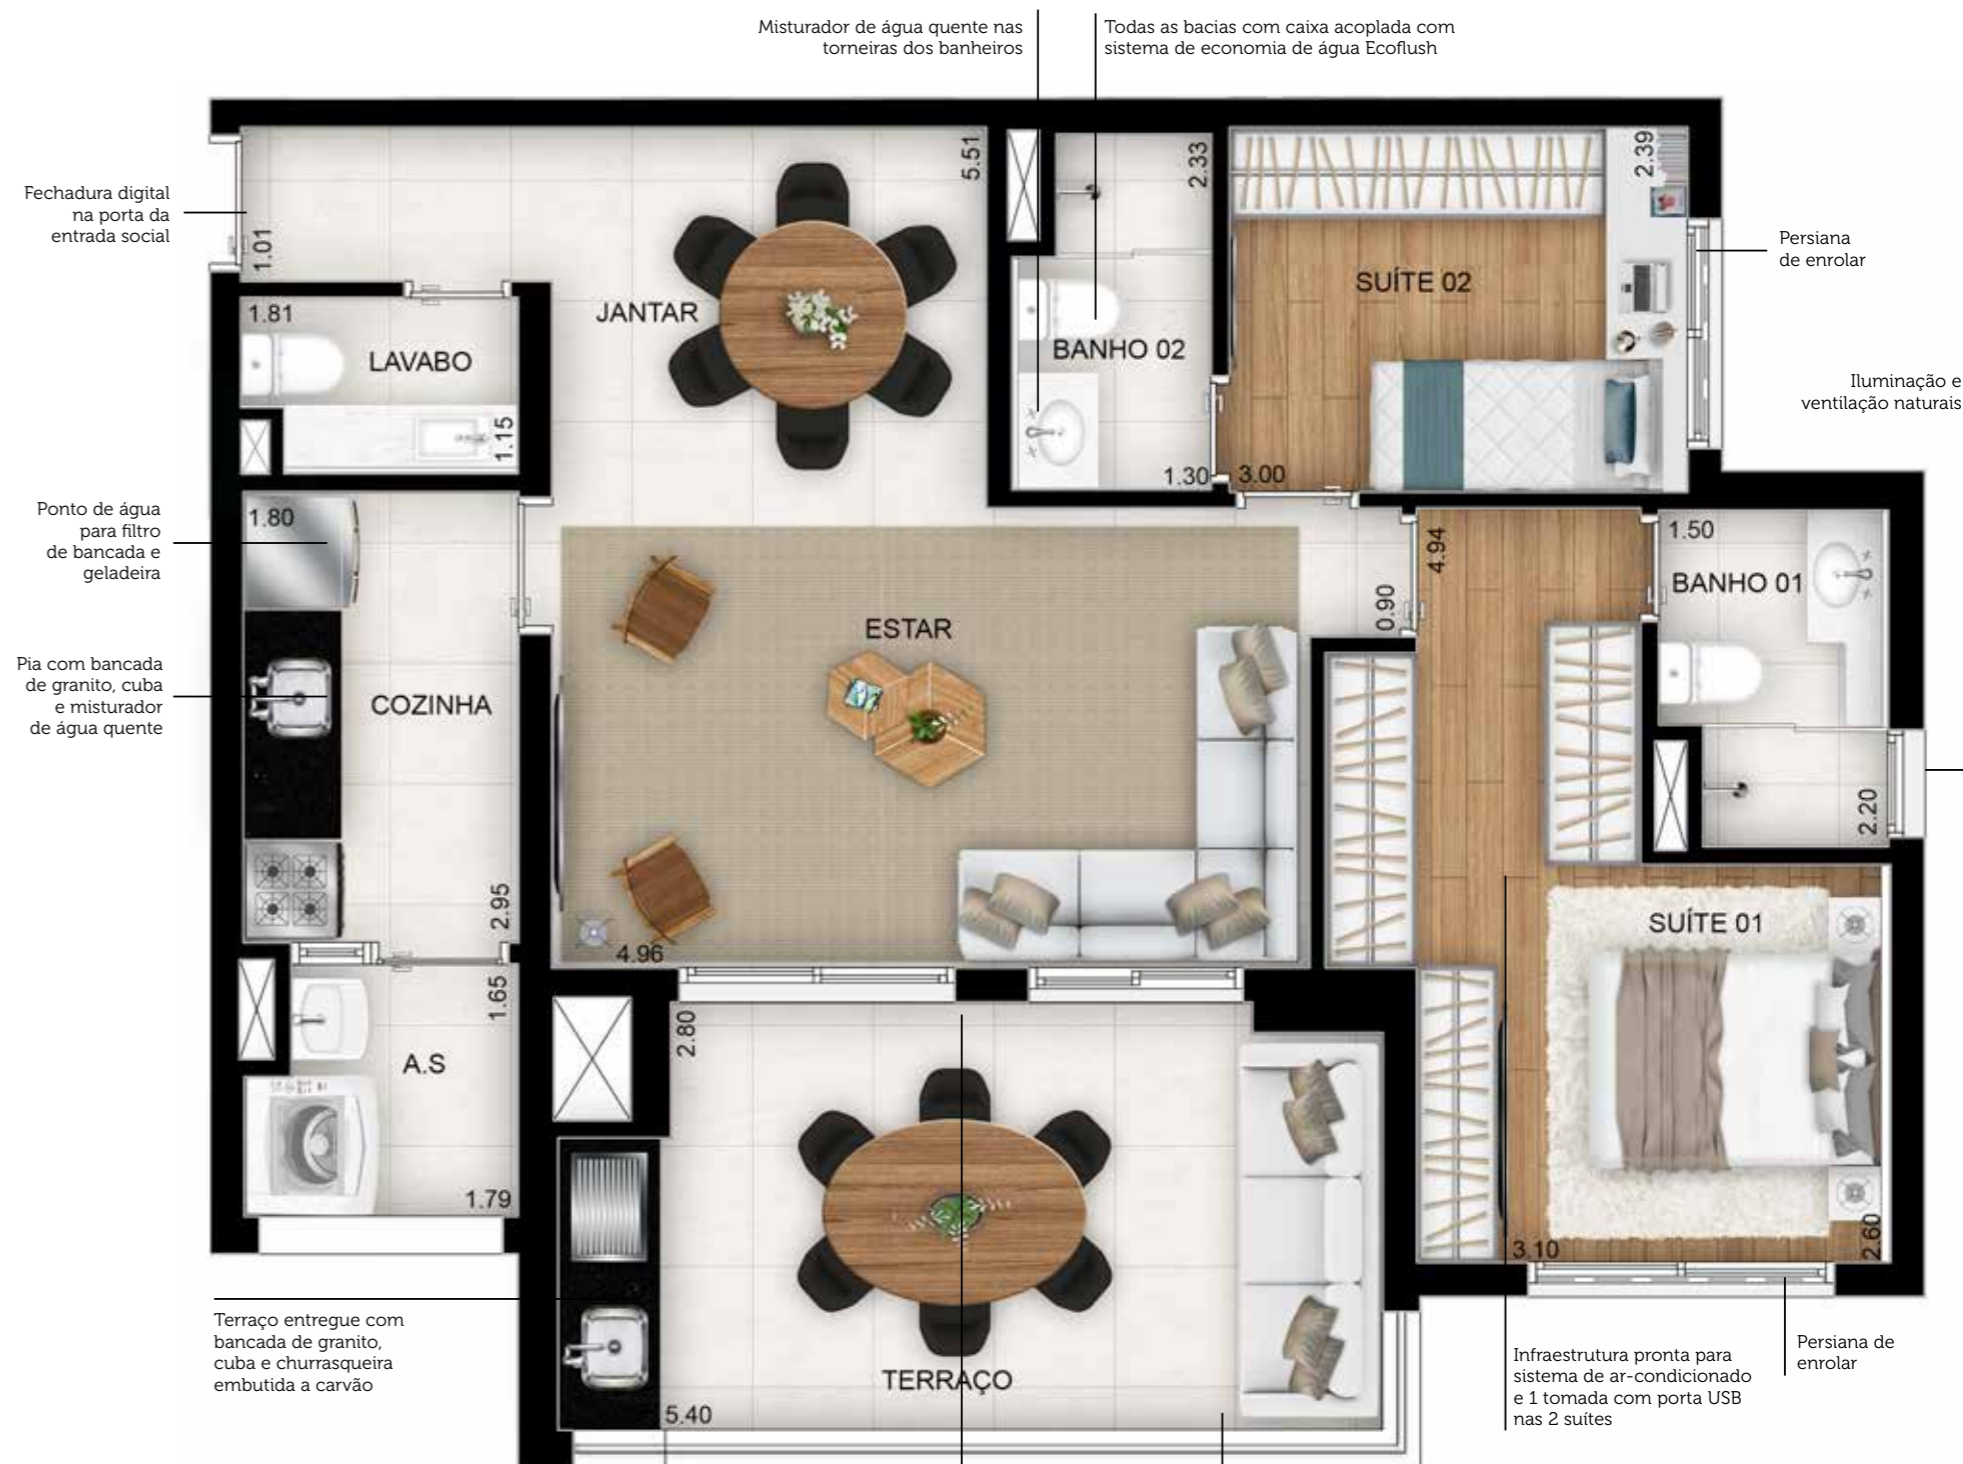 Misturador de água quente nas
torneiras dos banheiros
Todas as bacias com caixa acoplada com
sistema de economia de água Ecoflush
Fechadura digital
na porta da
entrada social
1.01
5.51
JANTAR
1.81
LAVABO
1.15
2.33
BANHO 02
1.30
2.39
SUÍTE 02
3.00
Persiana
de enrolar
Iluminação e
ventilação naturais
Ponto de água
para filtro
de bancada e
geladeira
1.80
Pia com bancada
de granito, cuba
e misturador
de água quente
COZINHA
2.95
ESTAR
0.90
4.96
4.94
1.50
BANHO 01
2.20
SUÍTE 01
3.10
2.60
1.65
A.S
1.79
2.80
TERRAÇO
5.40
Terraço entregue com
bancada de granito,
cuba e churrasqueira
embutida a carvão
Infraestrutura pronta para
sistema de ar-condicionado
e 1 tomada com porta USB
nas 2 suítes
Persiana de
enrolar